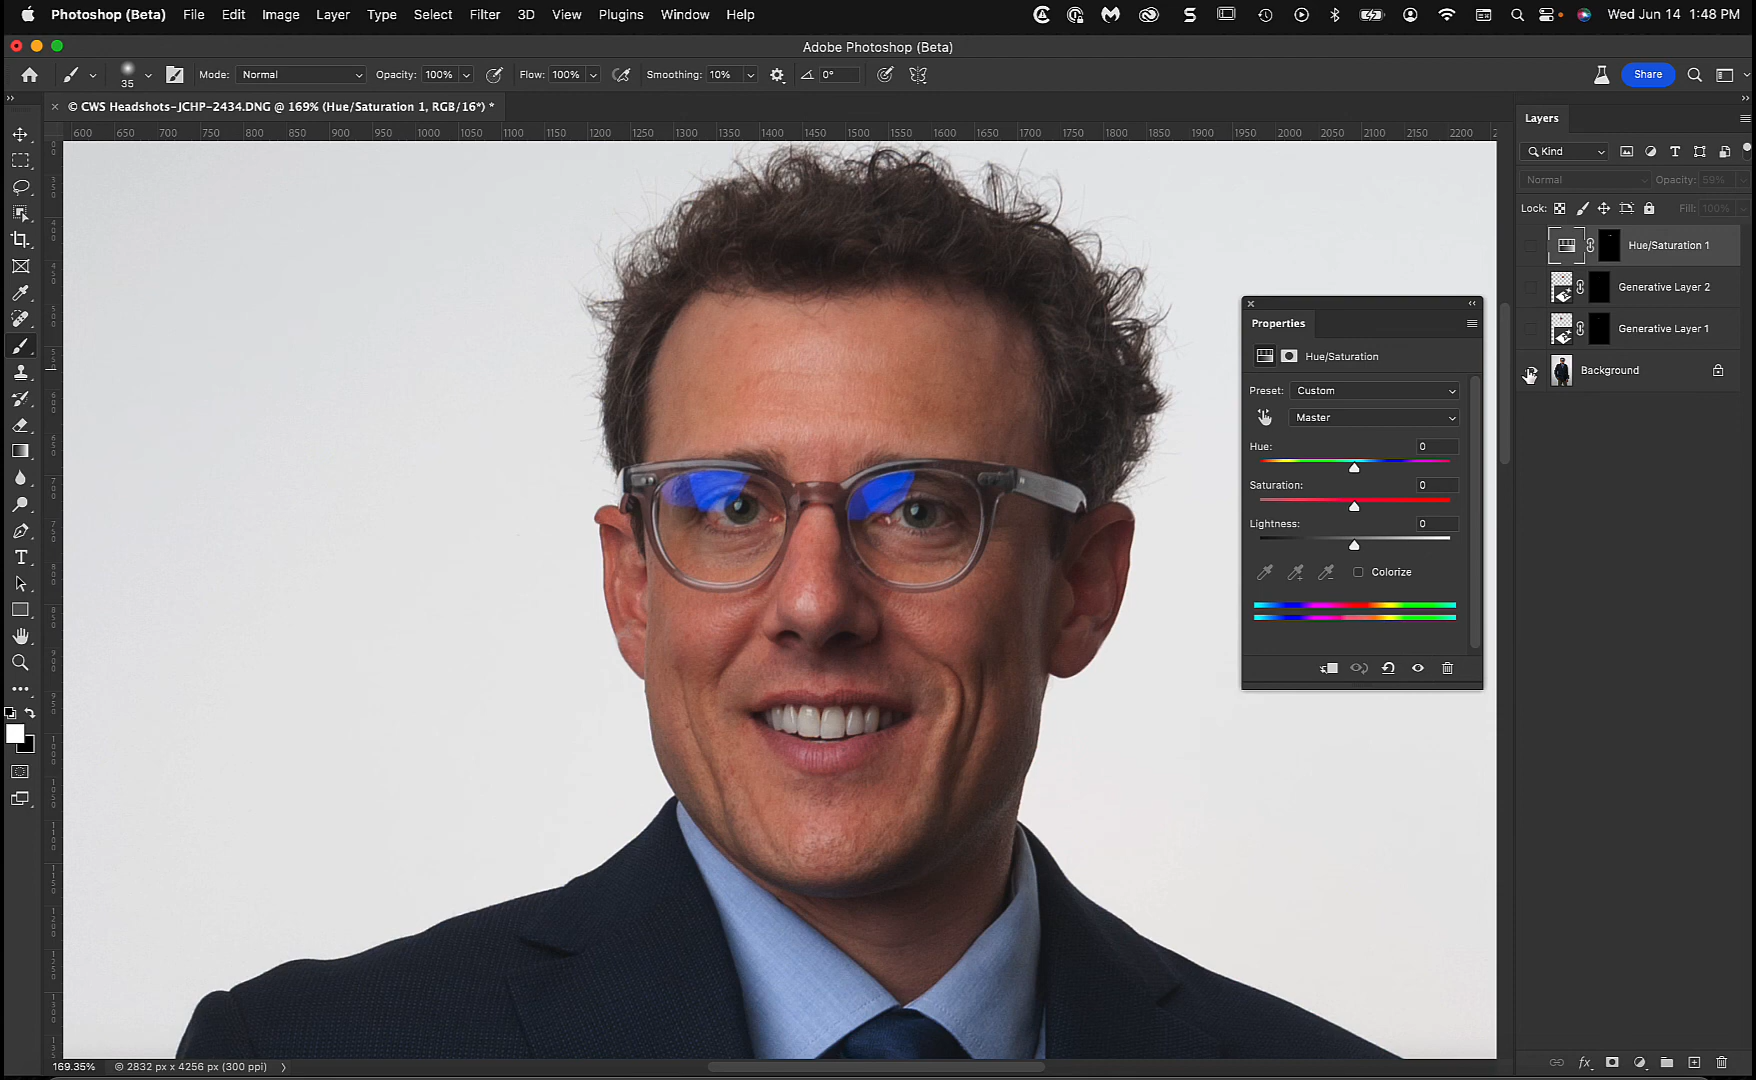 Photoshop (Beta) File Edit Image Layer Type Select Filter 3D View Plugins Window Help Wed Jun 14 1:48 PM
Adobe Photoshop (Beta)
35 Mode: Normal Opacity: 100% Flow: 100% Smoothing: 10% 0° Share
× © CWS Headshots-JCHP-2434.DNG @ 169% (Hue/Saturation 1, RGB/16*) *
600 650 700 750 800 850 900 950 1000 1050 1100 1150 1200 1250 1300 1350 1400 1450 1500 1550 1600 1650 1700 1750 1800 1850 1900 1950 2000 2050 2100 2150 2200
Layers
Kind
Normal Opacity: 59%
Lock: Fill: 100%
Hue/Saturation 1
Generative Layer 2
Generative Layer 1
Background
Properties
Hue/Saturation
Preset: Custom
Master
Hue: 0
Saturation: 0
Lightness: 0
Colorize
169.35% © 2832 px x 4256 px (300 ppi)